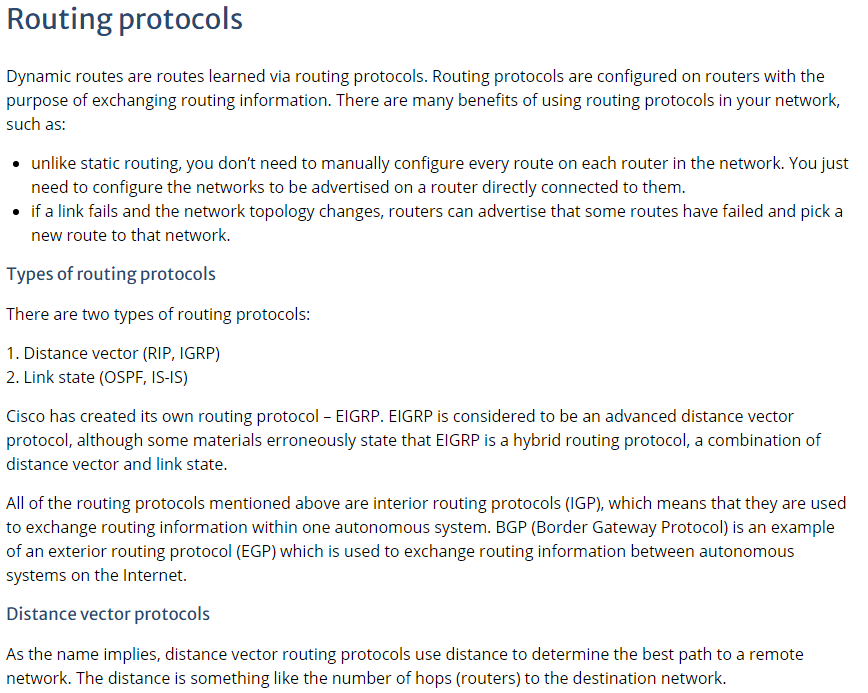 Routing protocols
Dynamic routes are routes learned via routing protocols. Routing protocols are configured on routers with the
purpose of exchanging routing information. There are many benefits of using routing protocols in your network,
such as:
• unlike static routing, you don’t need to manually configure every route on each router in the network. You just
need to configure the networks to be advertised on a router directly connected to them.
• if a link fails and the network topology changes, routers can advertise that some routes have failed and pick a
new route to that network.
Types of routing protocols
There are two types of routing protocols:
1. Distance vector (RIP, IGRP)
2. Link state (OSPF, IS-IS)
Cisco has created its own routing protocol – EIGRP. EIGRP is considered to be an advanced distance vector
protocol, although some materials erroneously state that EIGRP is a hybrid routing protocol, a combination of
distance vector and link state.
All of the routing protocols mentioned above are interior routing protocols (IGP), which means that they are used
to exchange routing information within one autonomous system. BGP (Border Gateway Protocol) is an example
of an exterior routing protocol (EGP) which is used to exchange routing information between autonomous
systems on the Internet.
Distance vector protocols
As the name implies, distance vector routing protocols use distance to determine the best path to a remote
network. The distance is something like the number of hops (routers) to the destination network.